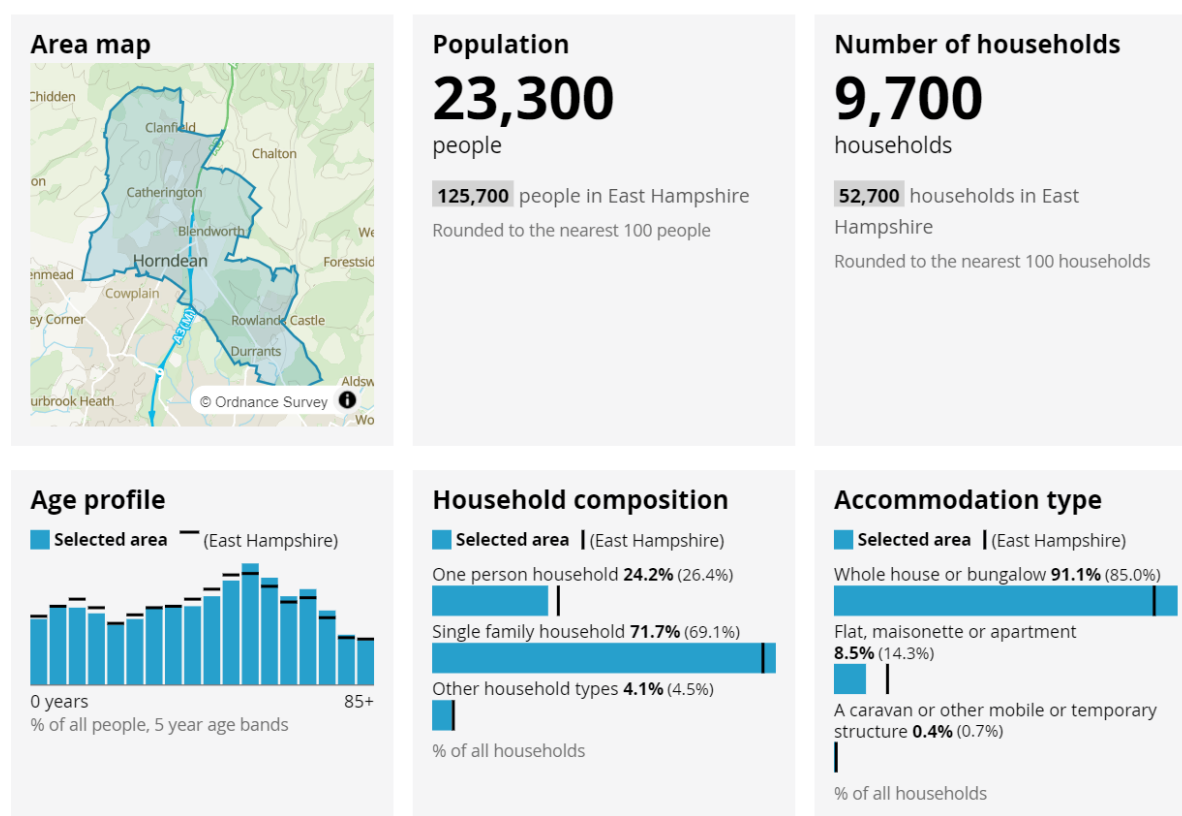 Area map
Chidden
Clanfield
Chalton
on
Catherington
Blendworth
We
Horndean
Forestsid
enmead
Cowplain
ey Corner
A3(M)
Rowlands Castle
Durrants
Aldsw
urbrook Heath
© Ordnance Survey
Wo
Population
23,300
people
125,700 people in East Hampshire
Rounded to the nearest 100 people
Number of households
9,700
households
52,700 households in East
Hampshire
Rounded to the nearest 100 households
Age profile
Selected area (East Hampshire)
0 years 85+
% of all people, 5 year age bands
Household composition
Selected area (East Hampshire)
One person household 24.2% (26.4%)
Single family household 71.7% (69.1%)
Other household types 4.1% (4.5%)
% of all households
Accommodation type
Selected area (East Hampshire)
Whole house or bungalow 91.1% (85.0%)
Flat, maisonette or apartment
8.5% (14.3%)
A caravan or other mobile or temporary
structure 0.4% (0.7%)
% of all households